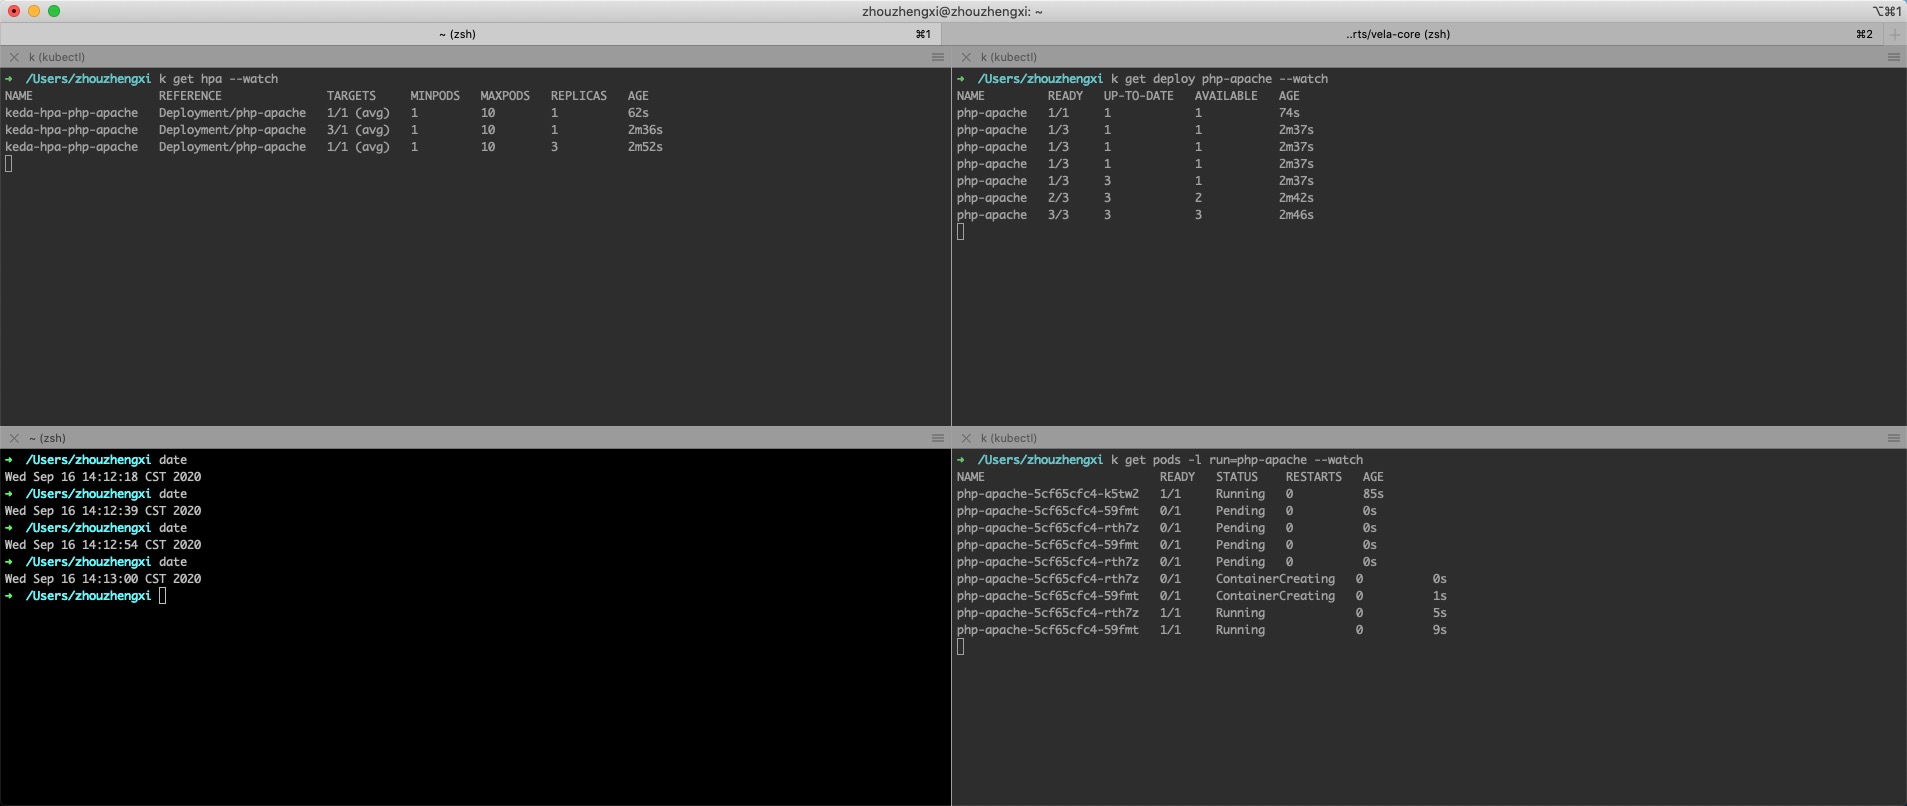 zhouzhengxi@zhouzhengxi: ~
⌥⌘1
~ (zsh) ⌘1
..rts/vela-core (zsh) ⌘2
k (kubectl)
➜ /Users/zhouzhengxi k get hpa --watch
NAME REFERENCE TARGETS MINPODS MAXPODS REPLICAS AGE
keda-hpa-php-apache Deployment/php-apache 1/1 (avg) 1 10 1 62s
keda-hpa-php-apache Deployment/php-apache 3/1 (avg) 1 10 1 2m36s
keda-hpa-php-apache Deployment/php-apache 1/1 (avg) 1 10 3 2m52s
k (kubectl)
➜ /Users/zhouzhengxi k get deploy php-apache --watch
NAME READY UP-TO-DATE AVAILABLE AGE
php-apache 1/1 1 1 74s
php-apache 1/3 1 1 2m37s
php-apache 1/3 1 1 2m37s
php-apache 1/3 1 1 2m37s
php-apache 1/3 3 1 2m37s
php-apache 2/3 3 2 2m42s
php-apache 3/3 3 3 2m46s
~ (zsh)
➜ /Users/zhouzhengxi date
Wed Sep 16 14:12:18 CST 2020
➜ /Users/zhouzhengxi date
Wed Sep 16 14:12:39 CST 2020
➜ /Users/zhouzhengxi date
Wed Sep 16 14:12:54 CST 2020
➜ /Users/zhouzhengxi date
Wed Sep 16 14:13:00 CST 2020
➜ /Users/zhouzhengxi
k (kubectl)
➜ /Users/zhouzhengxi k get pods -l run=php-apache --watch
NAME READY STATUS RESTARTS AGE
php-apache-5cf65cfc4-k5tw2 1/1 Running 0 85s
php-apache-5cf65cfc4-59fmt 0/1 Pending 0 0s
php-apache-5cf65cfc4-rth7z 0/1 Pending 0 0s
php-apache-5cf65cfc4-59fmt 0/1 Pending 0 0s
php-apache-5cf65cfc4-rth7z 0/1 Pending 0 0s
php-apache-5cf65cfc4-rth7z 0/1 ContainerCreating 0 0s
php-apache-5cf65cfc4-59fmt 0/1 ContainerCreating 0 1s
php-apache-5cf65cfc4-rth7z 1/1 Running 0 5s
php-apache-5cf65cfc4-59fmt 1/1 Running 0 9s